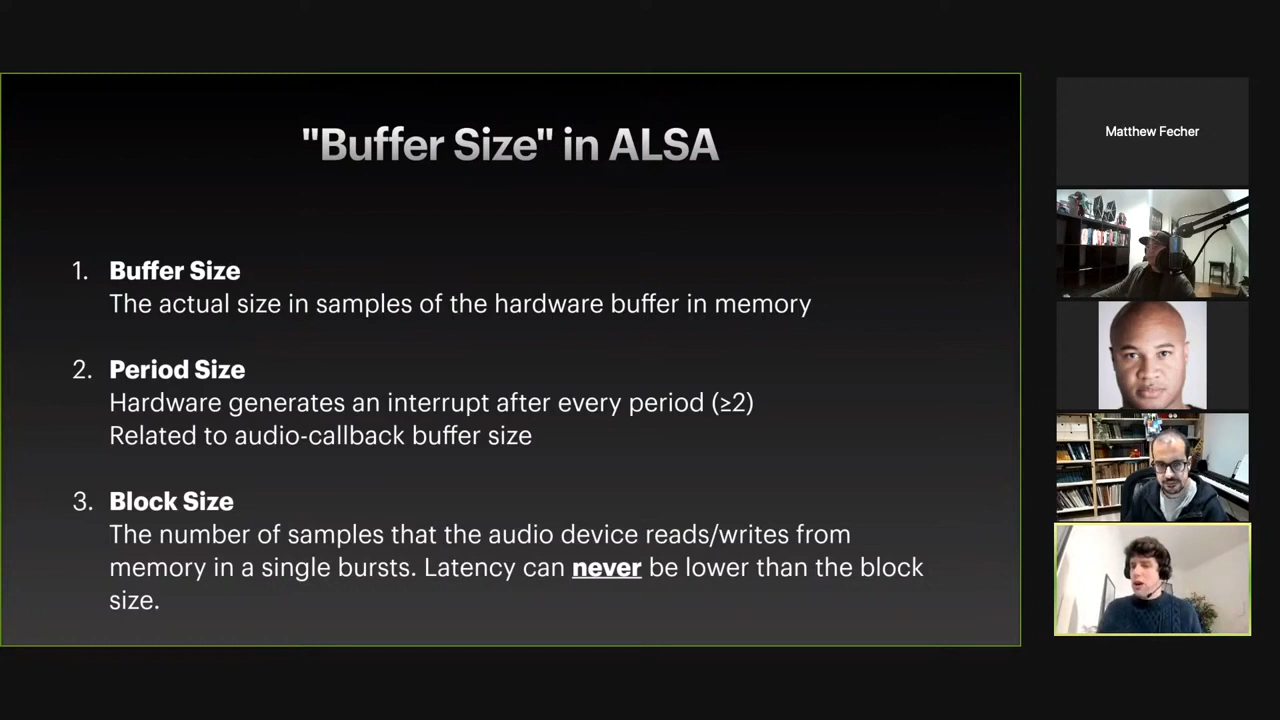 "Buffer Size" in ALSA
1. Buffer Size
The actual size in samples of the hardware buffer in memory
2. Period Size
Hardware generates an interrupt after every period (≥2)
Related to audio-callback buffer size
3. Block Size
The number of samples that the audio device reads/writes from
memory in a single bursts. Latency can never be lower than the block
size.
Matthew Fecher